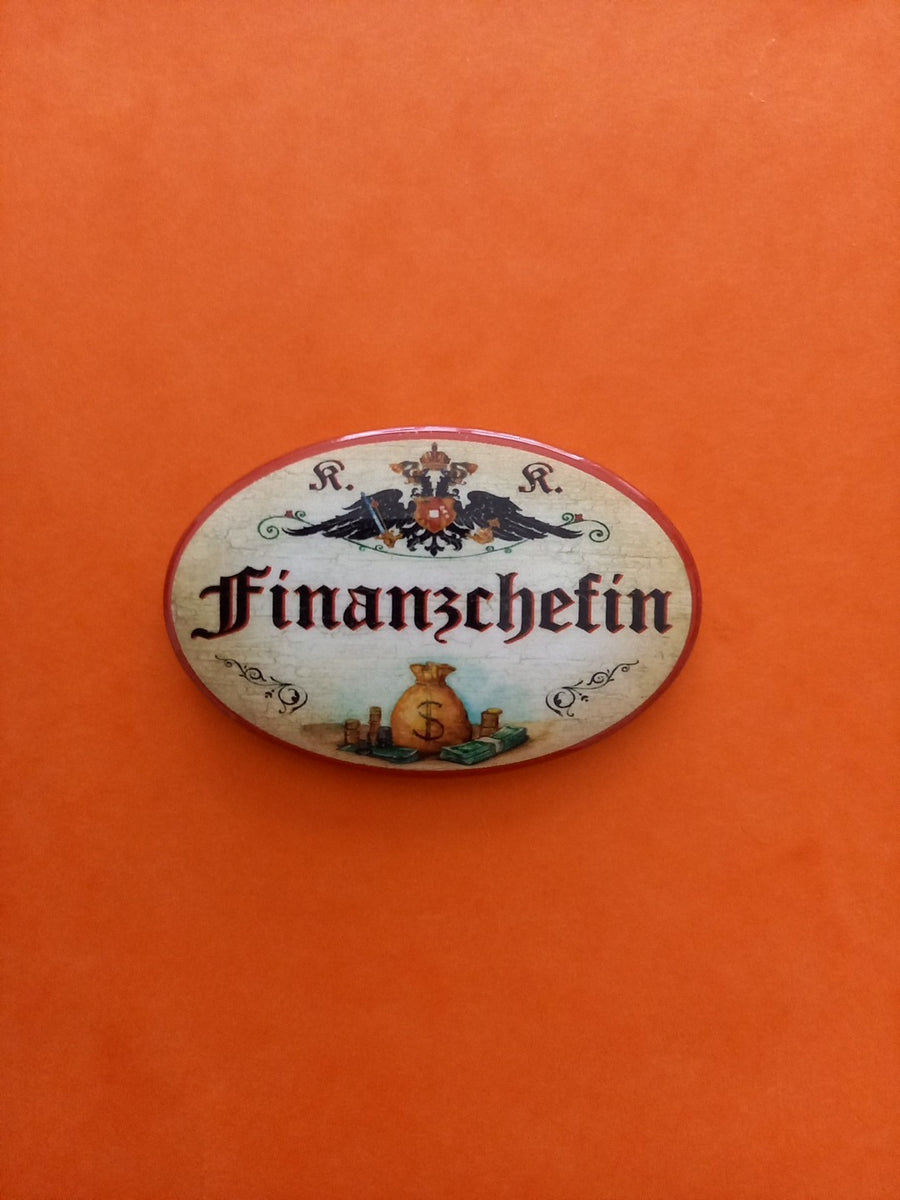 K. K.
Finanzchefin
$